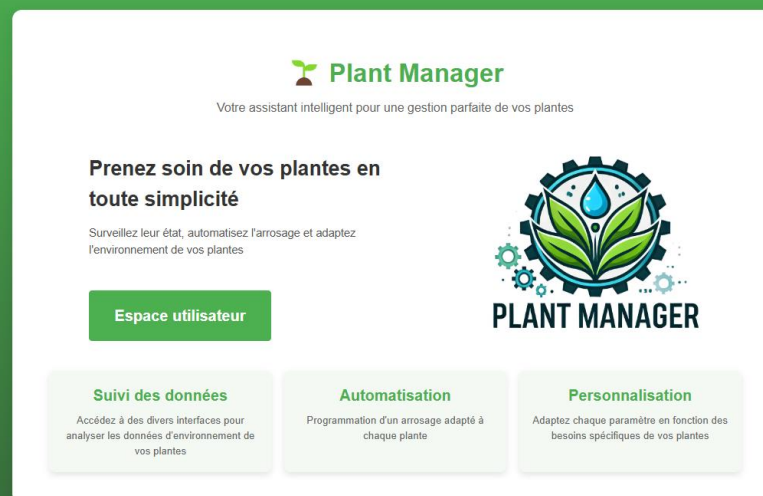 Plant Manager
Votre assistant intelligent pour une gestion parfaite de vos plantes
Prenez soin de vos plantes en
toute simplicité
Surveillez leur état, automatisez l'arrosage et adaptez
l'environnement de vos plantes
Espace utilisateur
PLANT MANAGER
Suivi des données
Accédez à des divers interfaces pour
analyser les données d'environnement de
vos plantes
Automatisation
Programmation d'un arrosage adapté à
chaque plante
Personnalisation
Adaptez chaque paramètre en fonction des
besoins spécifiques de vos plantes